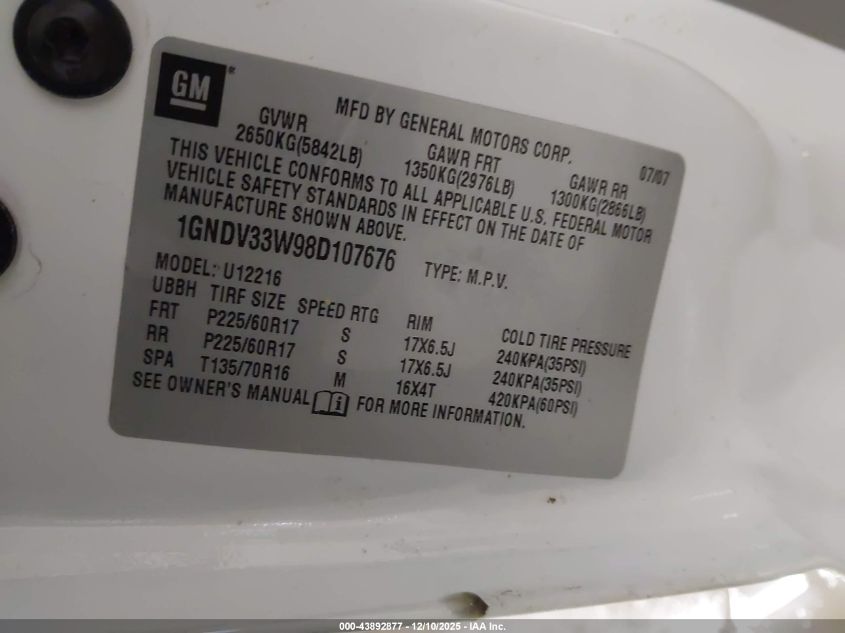 GM
MFD BY GENERAL MOTORS CORP. 07/07
GVWR GAWR FRT GAWR RR
2650KG(5842LB) 1350KG(2976LB) 1300KG(2866LB)
THIS VEHICLE CONFORMS TO ALL APPLICABLE U.S. FEDERAL MOTOR
VEHICLE SAFETY STANDARDS IN EFFECT ON THE DATE OF
MANUFACTURE SHOWN ABOVE.
1GNDV33W98D107676 TYPE: M.P.V.
MODEL: U12216
UBBH TIRF SIZE SPEED RTG RIM COLD TIRE PRESSURE
FRT P225/60R17 S 17X6.5J 240KPA(35PSI)
RR P225/60R17 S 17X6.5J 240KPA(35PSI)
SPA T135/70R16 M 16X4T 420KPA(60PSI)
SEE OWNER'S MANUAL i FOR MORE INFORMATION.
000-43892877 - 12/10/2025 - IAA Inc.